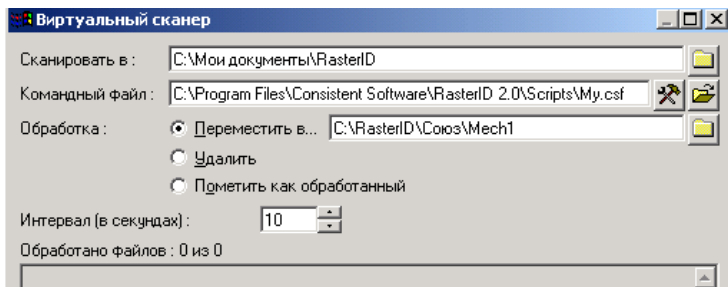 Виртуальный сканер
Сканировать в : C:\Мои документы\RasterID
Командный файл : C:\Program Files\Consistent Software\RasterID 2.0\Scripts\My.csf
Обработка : Переместить в... C:\RasterID\Союз\Mech1
Удалить
Пометить как обработанный
Интервал (в секундах) : 10
Обработано файлов : 0 из 0